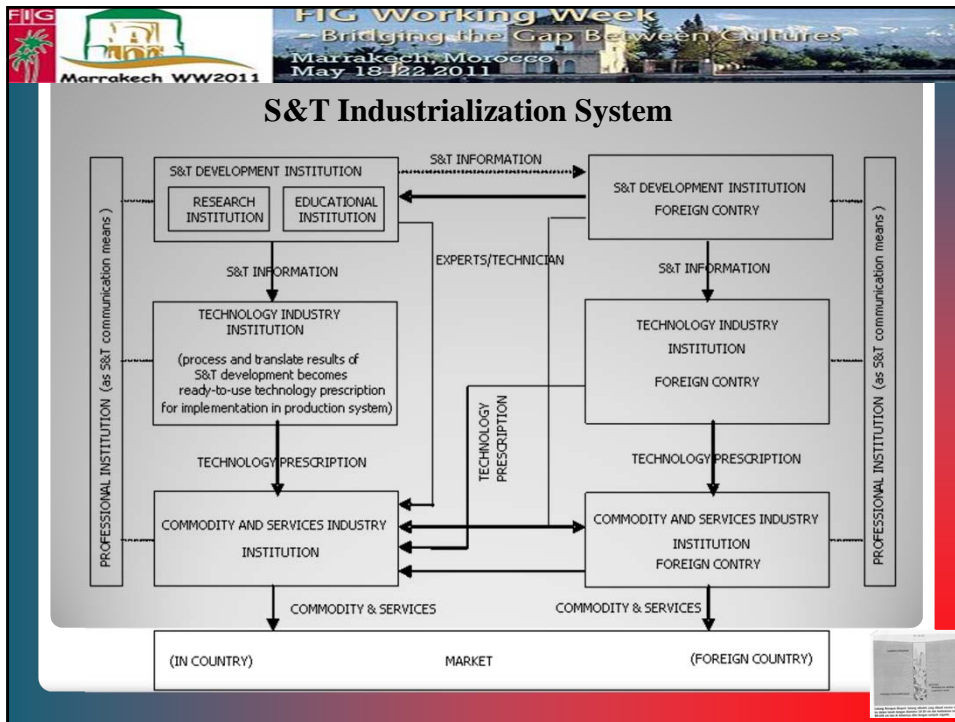 FIG
FIG Working Week
Bridging the Gap Between Cultures
Marrakech, Morocco
May 18-22 2011
Marrakech WW2011
S&T Industrialization System
PROFESSIONAL INSTITUTION (as S&T communication means )
S&T DEVELOPMENT INSTITUTION
RESEARCH
INSTITUTION
EDUCATIONAL
INSTITUTION
S&T INFORMATION
S&T DEVELOPMENT INSTITUTION
FOREIGN CONTRY
PROFESSIONAL INSTITUTION (as S&T communication means )
S&T INFORMATION
EXPERTS/TECHNICIAN
S&T INFORMATION
TECHNOLOGY INDUSTRY
INSTITUTION
(process and translate results of
S&T development becomes
ready-to-use technology prescription
for implementation in production system)
TECHNOLOGY INDUSTRY
INSTITUTION
FOREIGN CONTRY
TECHNOLOGY
PRESCRIPTION
TECHNOLOGY PRESCRIPTION
TECHNOLOGY PRESCRIPTION
COMMODITY AND SERVICES INDUSTRY
INSTITUTION
COMMODITY AND SERVICES INDUSTRY
INSTITUTION
FOREIGN CONTRY
COMMODITY & SERVICES
COMMODITY & SERVICES
(IN COUNTRY)
MARKET
(FOREIGN COUNTRY)